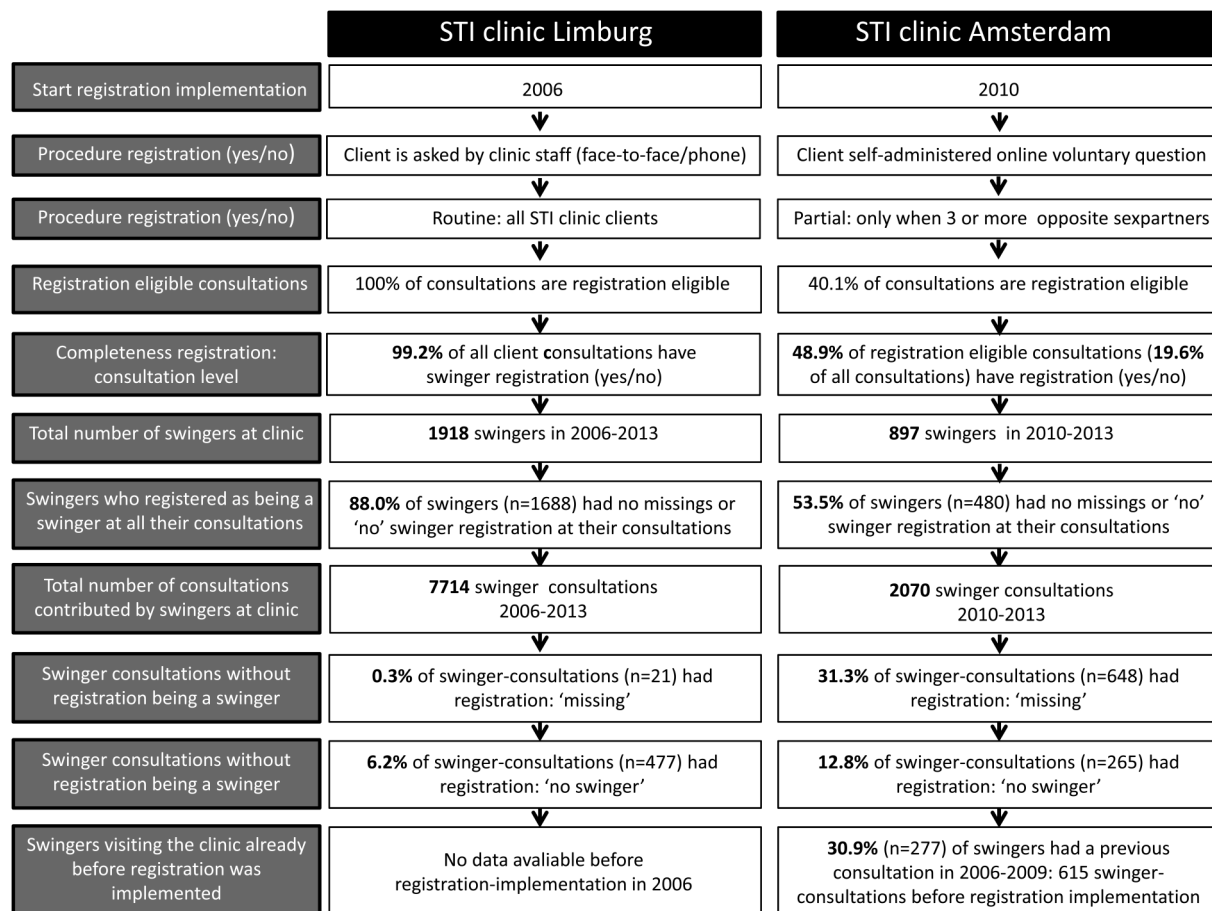 STI clinic Limburg
STI clinic Amsterdam
Start registration implementation
2006
2010
Procedure registration (yes/no)
Client is asked by clinic staff (face-to-face/phone)
Client self-administered online voluntary question
Procedure registration (yes/no)
Routine: all STI clinic clients
Partial: only when 3 or more opposite sexpartners
Registration eligible consultations
100% of consultations are registration eligible
40.1% of consultations are registration eligible
Completeness registration:
consultation level
99.2% of all client consultations have
swinger registration (yes/no)
48.9% of registration eligible consultations (19.6%
of all consultations) have registration (yes/no)
Total number of swingers at clinic
1918 swingers in 2006-2013
897 swingers in 2010-2013
Swingers who registered as being a
swinger at all their consultations
88.0% of swingers (n=1688) had no missings or
‘no’ swinger registration at their consultations
53.5% of swingers (n=480) had no missings or ‘no’
swinger registration at their consultations
Total number of consultations
contributed by swingers at clinic
7714 swinger consultations
2006-2013
2070 swinger consultations
2010-2013
Swinger consultations without
registration being a swinger
0.3% of swinger-consultations (n=21) had
registration: ‘missing’
31.3% of swinger-consultations (n=648) had
registration: ‘missing’
Swinger consultations without
registration being a swinger
6.2% of swinger-consultations (n=477) had
registration: ‘no swinger’
12.8% of swinger-consultations (n=265) had
registration: ‘no swinger’
Swingers visiting the clinic already
before registration was
implemented
No data avaliable before
registration-implementation in 2006
30.9% (n=277) of swingers had a previous
consultation in 2006-2009: 615 swinger-
consultations before registration implementation